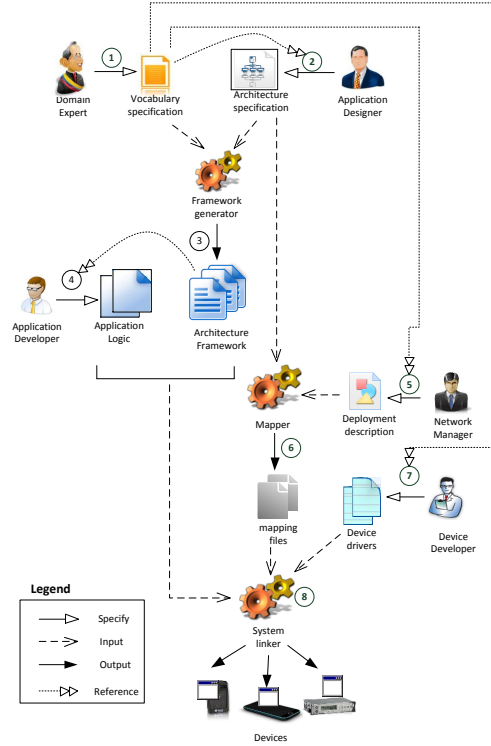 1
2
Domain
Expert
Vocabulary
specification
Architecture
specification
Application
Designer
Framework
generator
3
4
Application
Developer
Application
Logic
Architecture
Framework
5
Mapper
Deployment
description
Network
Manager
6
7
mapping
files
Device
drivers
Device
Developer
8
Legend
Specify
Input
Output
Reference
System
linker
Devices